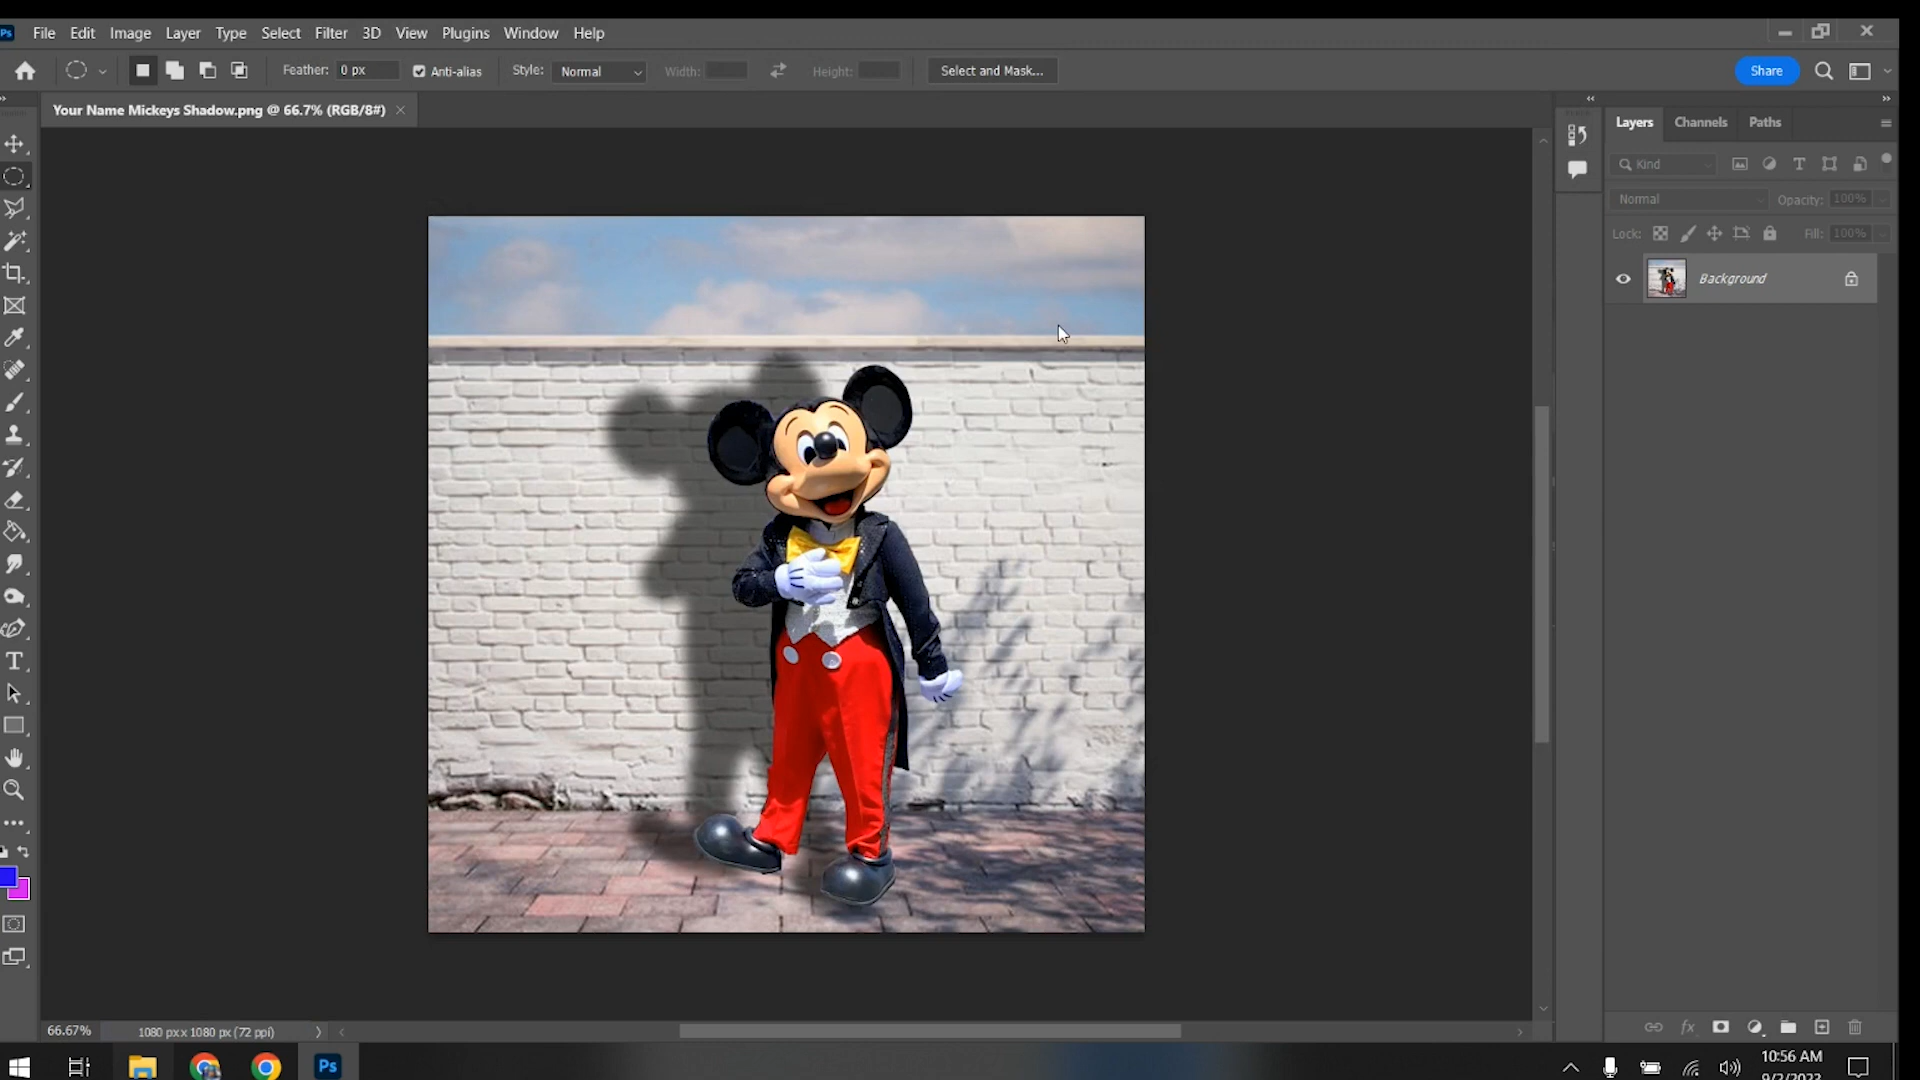 Ps File Edit Image Layer Type Select Filter 3D View Plugins Window Help
Feather: 0 px Anti-alias Style: Normal Width: Height: Select and Mask... Share
Your Name Mickeys Shadow.png @ 66.7% (RGB/8#)
Layers Channels Paths
Kind
Normal Opacity: 100%
Lock: Fill: 100%
Background
T
fx
66.67% 1080 px x 1080 px (72 ppi)
Ps 10:56 AM